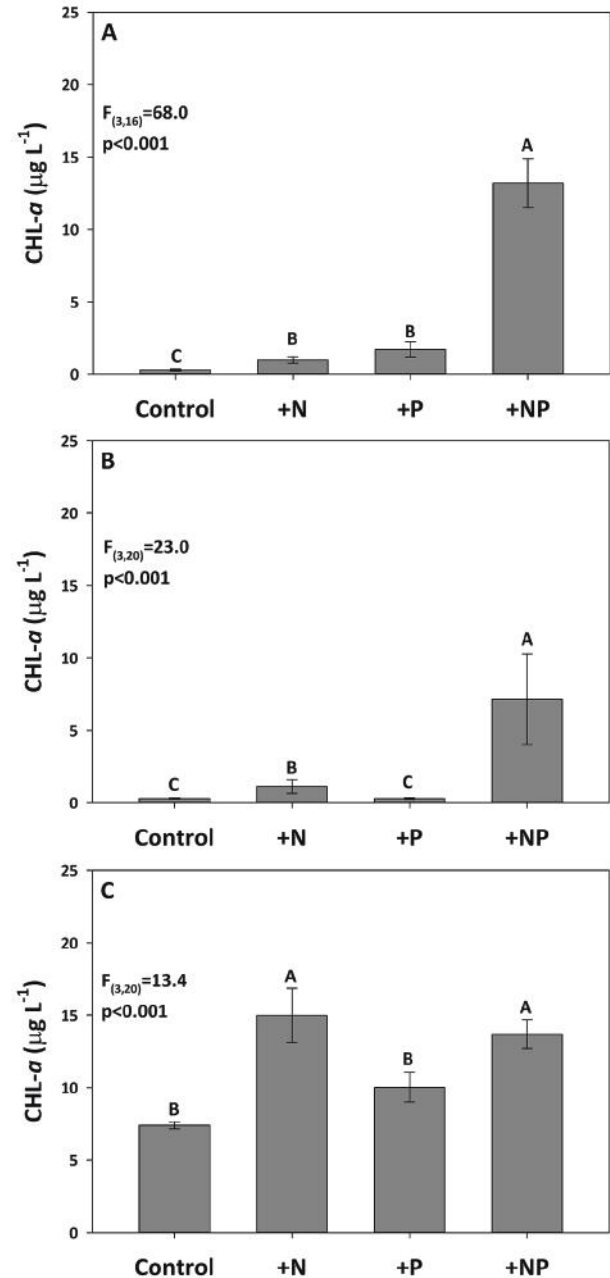 A
CHL-a (µg L⁻¹)
25
20
15
10
5
0
F(3,16)=68.0
p<0.001
C
B
B
A
Control +N +P +NP
B
CHL-a (µg L⁻¹)
25
20
15
10
5
0
F(3,20)=23.0
p<0.001
C
B
C
A
Control +N +P +NP
C
CHL-a (µg L⁻¹)
25
20
15
10
5
0
F(3,20)=13.4
p<0.001
B
A
B
A
Control +N +P +NP